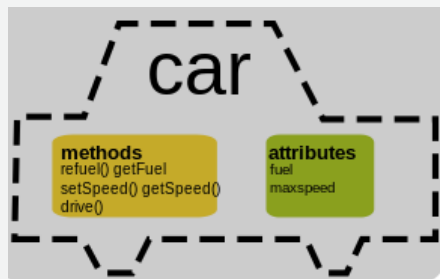 car
methods
refuel() getFuel
setSpeed() getSpeed()
drive()
attributes
fuel
maxspeed